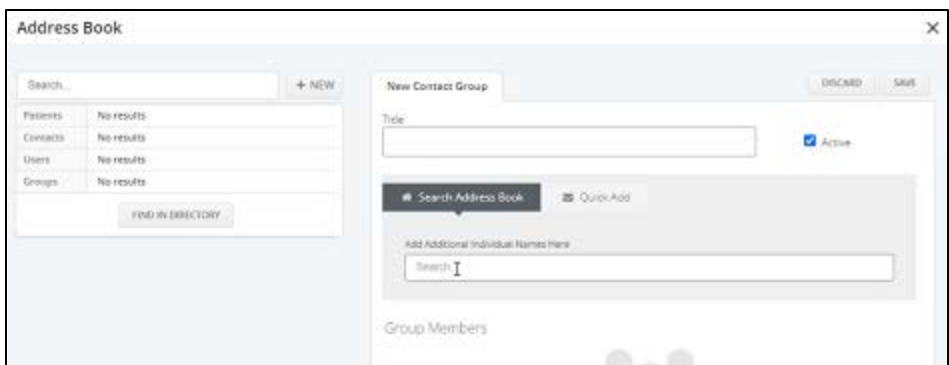 Address Book
Search...
+ NEW
Patients No results
Contacts No results
Users No results
Groups No results
FIND IN DIRECTORY
New Contact Group
DISCARD
SAVE
Title
Active
Search Address Book
Quick Add
Add Additional Individual Names Here
Search
Group Members